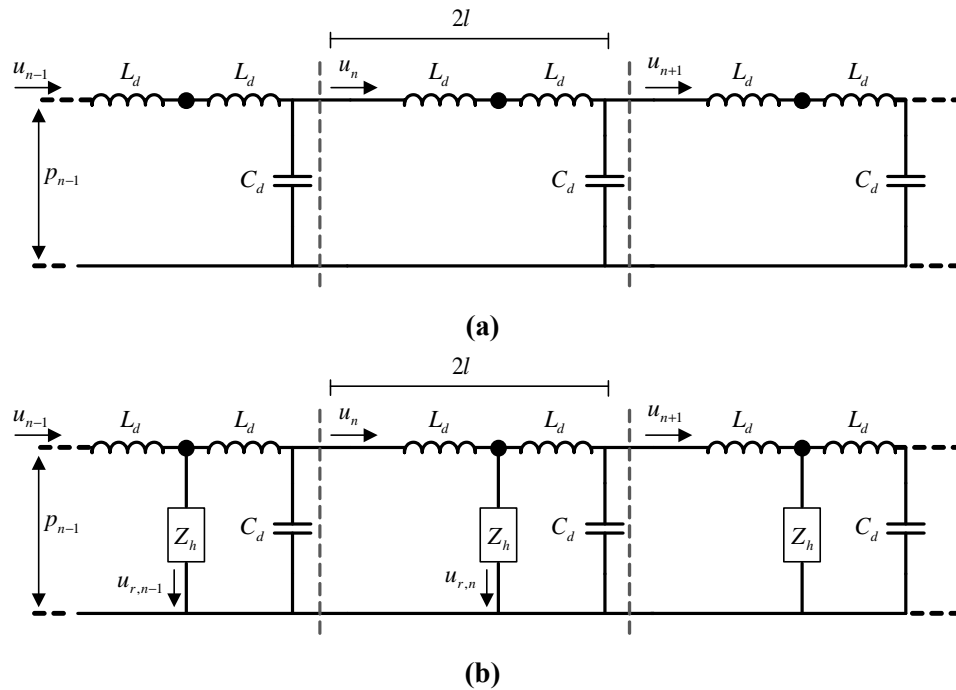 2l
u_{n-1} L_d L_d u_n L_d L_d u_{n+1} L_d L_d
p_{n-1} C_d C_d C_d
(a)
2l
u_{n-1} L_d L_d u_n L_d L_d u_{n+1} L_d L_d
p_{n-1} Z_h C_d Z_h C_d Z_h C_d
u_{r,n-1} u_{r,n}
(b)